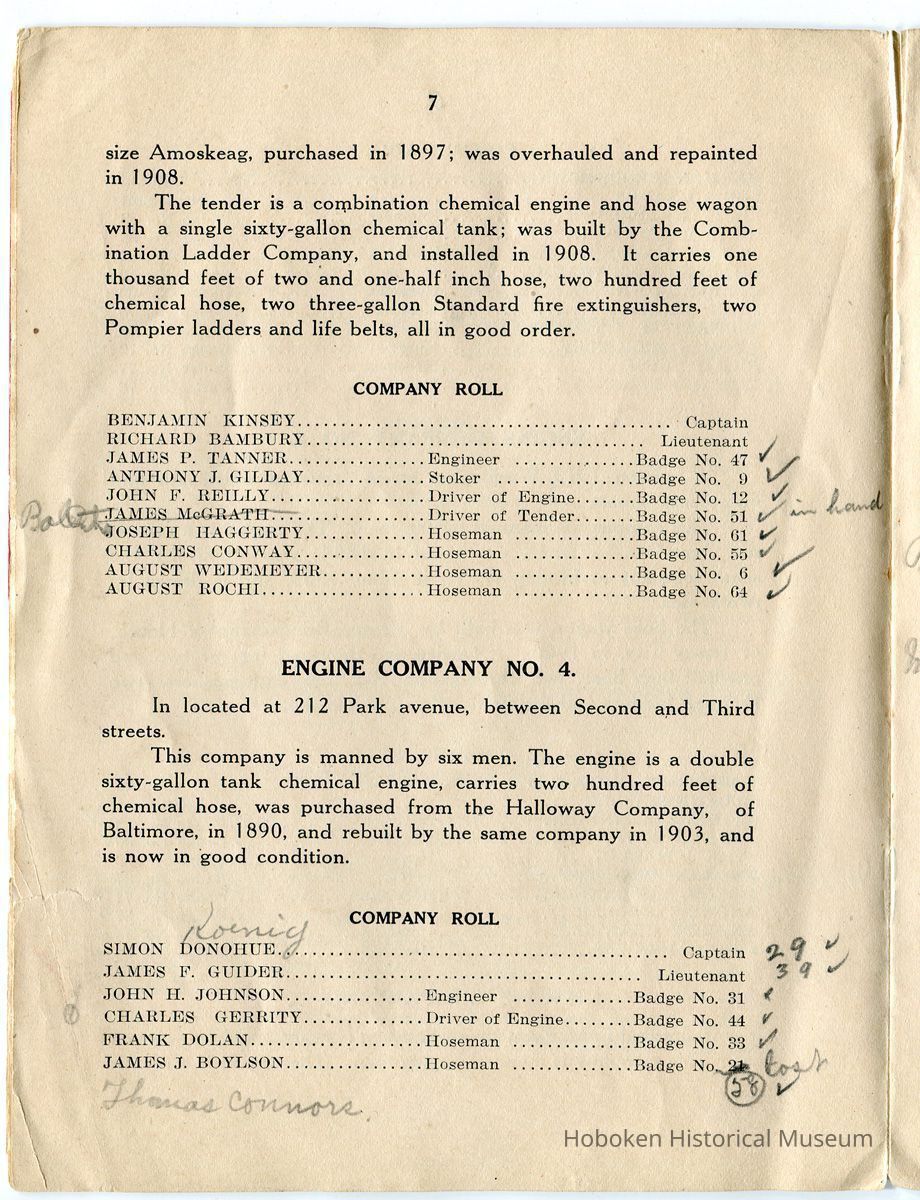 7
size Amoskeag, purchased in 1897; was overhauled and repainted
in 1908.
The tender is a combination chemical engine and hose wagon
with a single sixty-gallon chemical tank; was built by the Comb-
ination Ladder Company, and installed in 1908. It carries one
thousand feet of two and one-half inch hose, two hundred feet of
chemical hose, two three-gallon Standard fire extinguishers, two
Pompier ladders and life belts, all in good order.
COMPANY ROLL
BENJAMIN KINSEY.......................................... Captain
RICHARD BAMBURY...................................... Lieutenant
JAMES P. TANNER...............Engineer ..............Badge No. 47 ✓
ANTHONY J. GILDAY..............Stoker ................Badge No. 9 ✓
JOHN F. REILLY..................Driver of Engine.......Badge No. 12 ✓
JAMES McGRATH..................Driver of Tender.......Badge No. 51 ✓ in hand
JOSEPH HAGGERTY..............Hoseman ..............Badge No. 61 ✓
CHARLES CONWAY...............Hoseman ..............Badge No. 55 ✓
AUGUST WEDEMEYER............Hoseman ..............Badge No. 6 ✓
AUGUST ROCHI...................Hoseman ..............Badge No. 64 ✓
ENGINE COMPANY NO. 4.
In located at 212 Park avenue, between Second and Third
streets.
This company is manned by six men. The engine is a double
sixty-gallon tank chemical engine, carries two hundred feet of
chemical hose, was purchased from the Halloway Company, of
Baltimore, in 1890, and rebuilt by the same company in 1903, and
is now in good condition.
COMPANY ROLL
Koenig
SIMON DONOHUE............................................. Captain 29 ✓
JAMES F. GUIDER......................................... Lieutenant 39 ✓
JOHN H. JOHNSON................Engineer ..............Badge No. 31 ✓
CHARLES GERRITY..............Driver of Engine........Badge No. 44 ✓
FRANK DOLAN....................Hoseman ..............Badge No. 33 ✓
JAMES J. BOYLSON................Hoseman ..............Badge No. 21 lost
58 ✓
Thomas Connors.
Hoboken Historical Museum